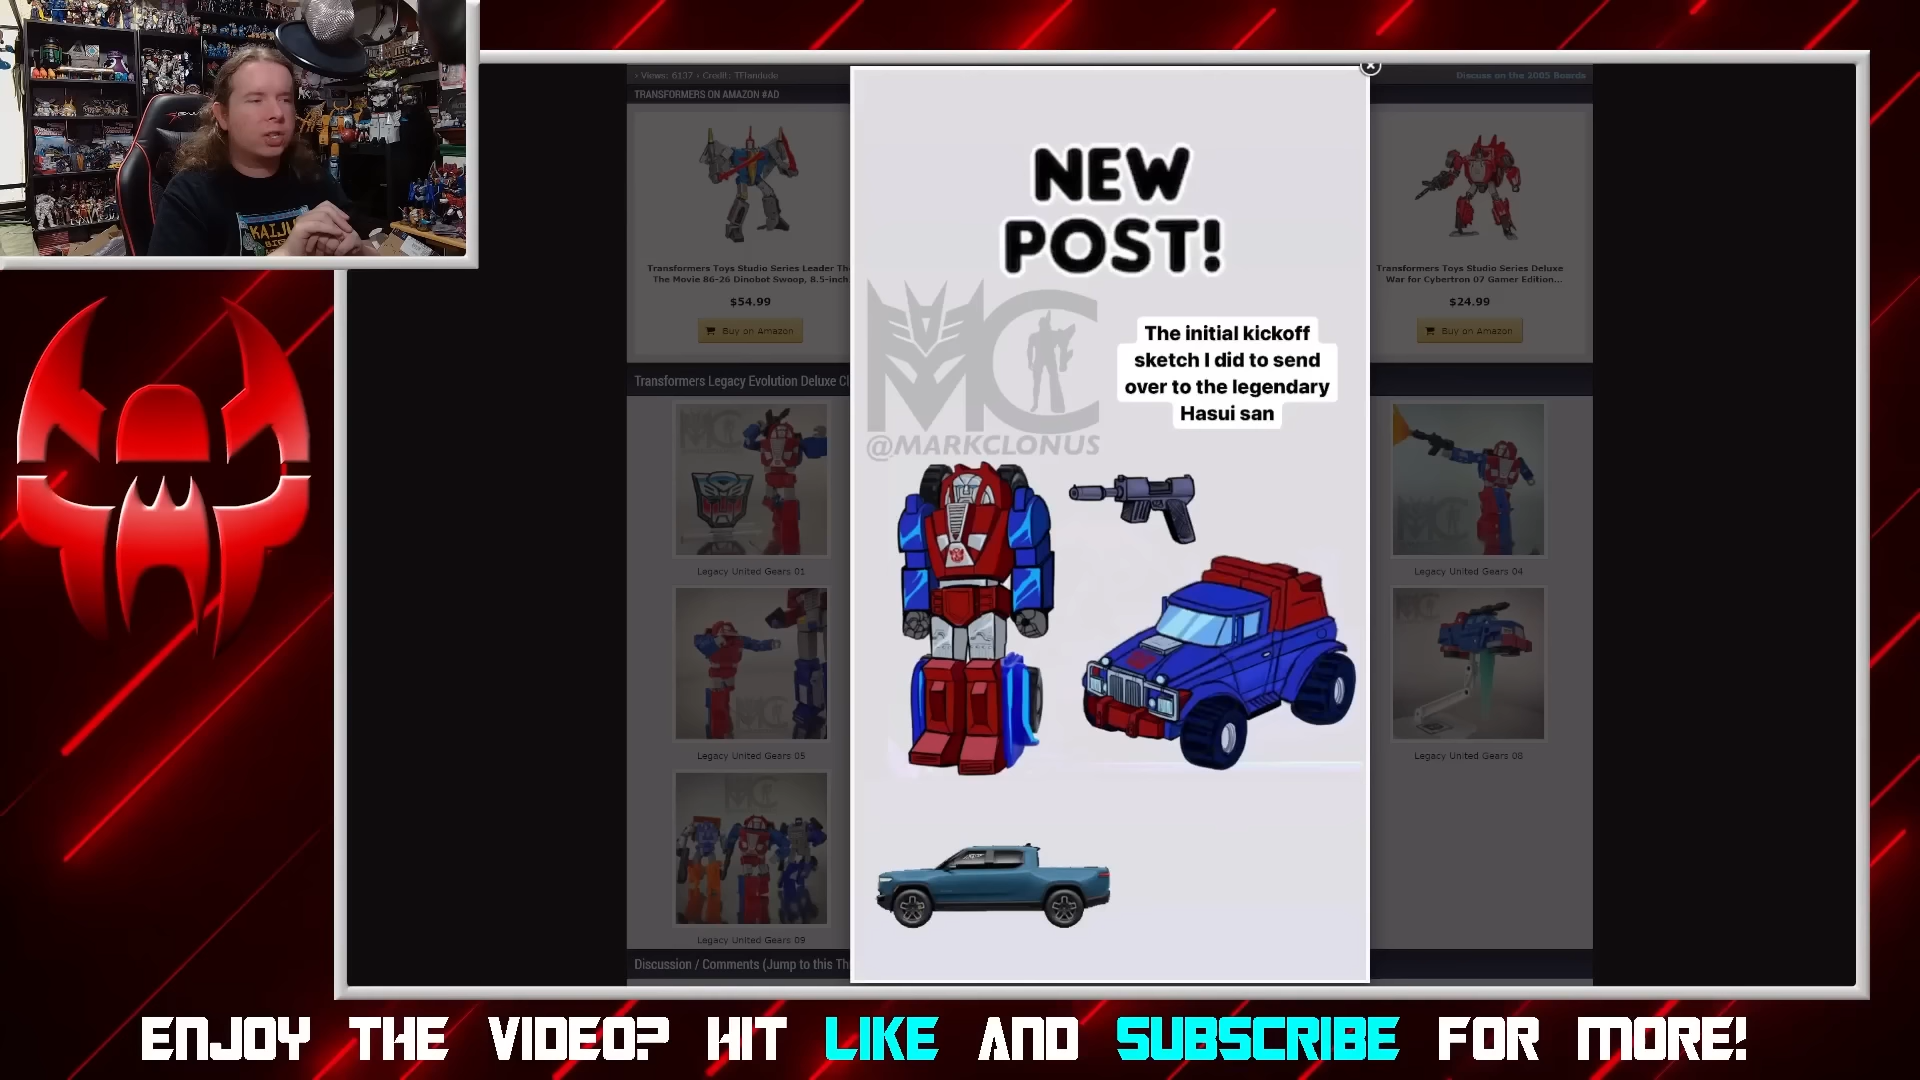 KAIJU
› Views: 6137 › Credit: TFlandude
Discuss on the 2005 Boards
TRANSFORMERS ON AMAZON #AD
Transformers Toys Studio Series Leader The
The Movie 86-26 Dinobot Swoop, 8.5-inch
$54.99
Buy on Amazon
Transformers Toys Studio Series Deluxe
War for Cybertron 07 Gamer Edition...
$24.99
Buy on Amazon
Transformers Legacy Evolution Deluxe Cl
Legacy United Gears 01
Legacy United Gears 04
Legacy United Gears 05
Legacy United Gears 08
Legacy United Gears 09
Discussion / Comments (Jump to this Th
NEW
POST!
MC
@MARKCLONUS
The initial kickoff
sketch I did to send
over to the legendary
Hasui san
ENJOY THE VIDEO? HIT LIKE AND SUBSCRIBE FOR MORE!